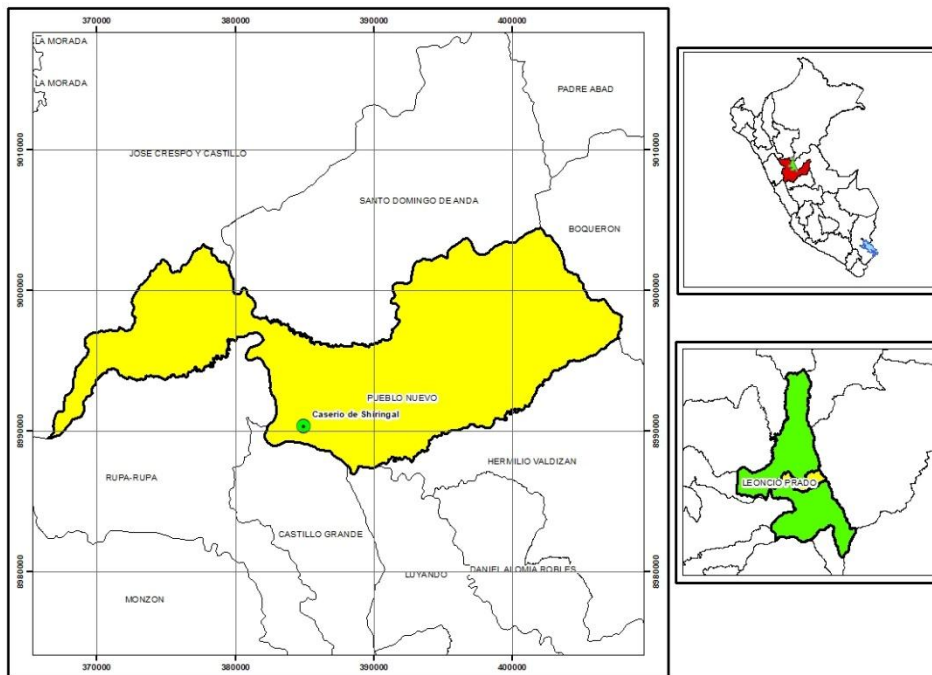 370000 380000 390000 400000
LA MORADA
LA MORADA
PADRE ABAD
9010000 9010000
JOSE CRESPO Y CASTILLO
SANTO DOMINGO DE ANDA
BOQUERON
9000000 9000000
PUEBLO NUEVO
Caserio de Shiringal
8990000 8990000
HERMILIO VALDIZAN
RUPA-RUPA
CASTILLO GRANDE
8980000 8980000
LUYANDO
DANIEL ALOMIA ROBLES
MONZON
370000 380000 390000 400000
LEONCIO PRADO